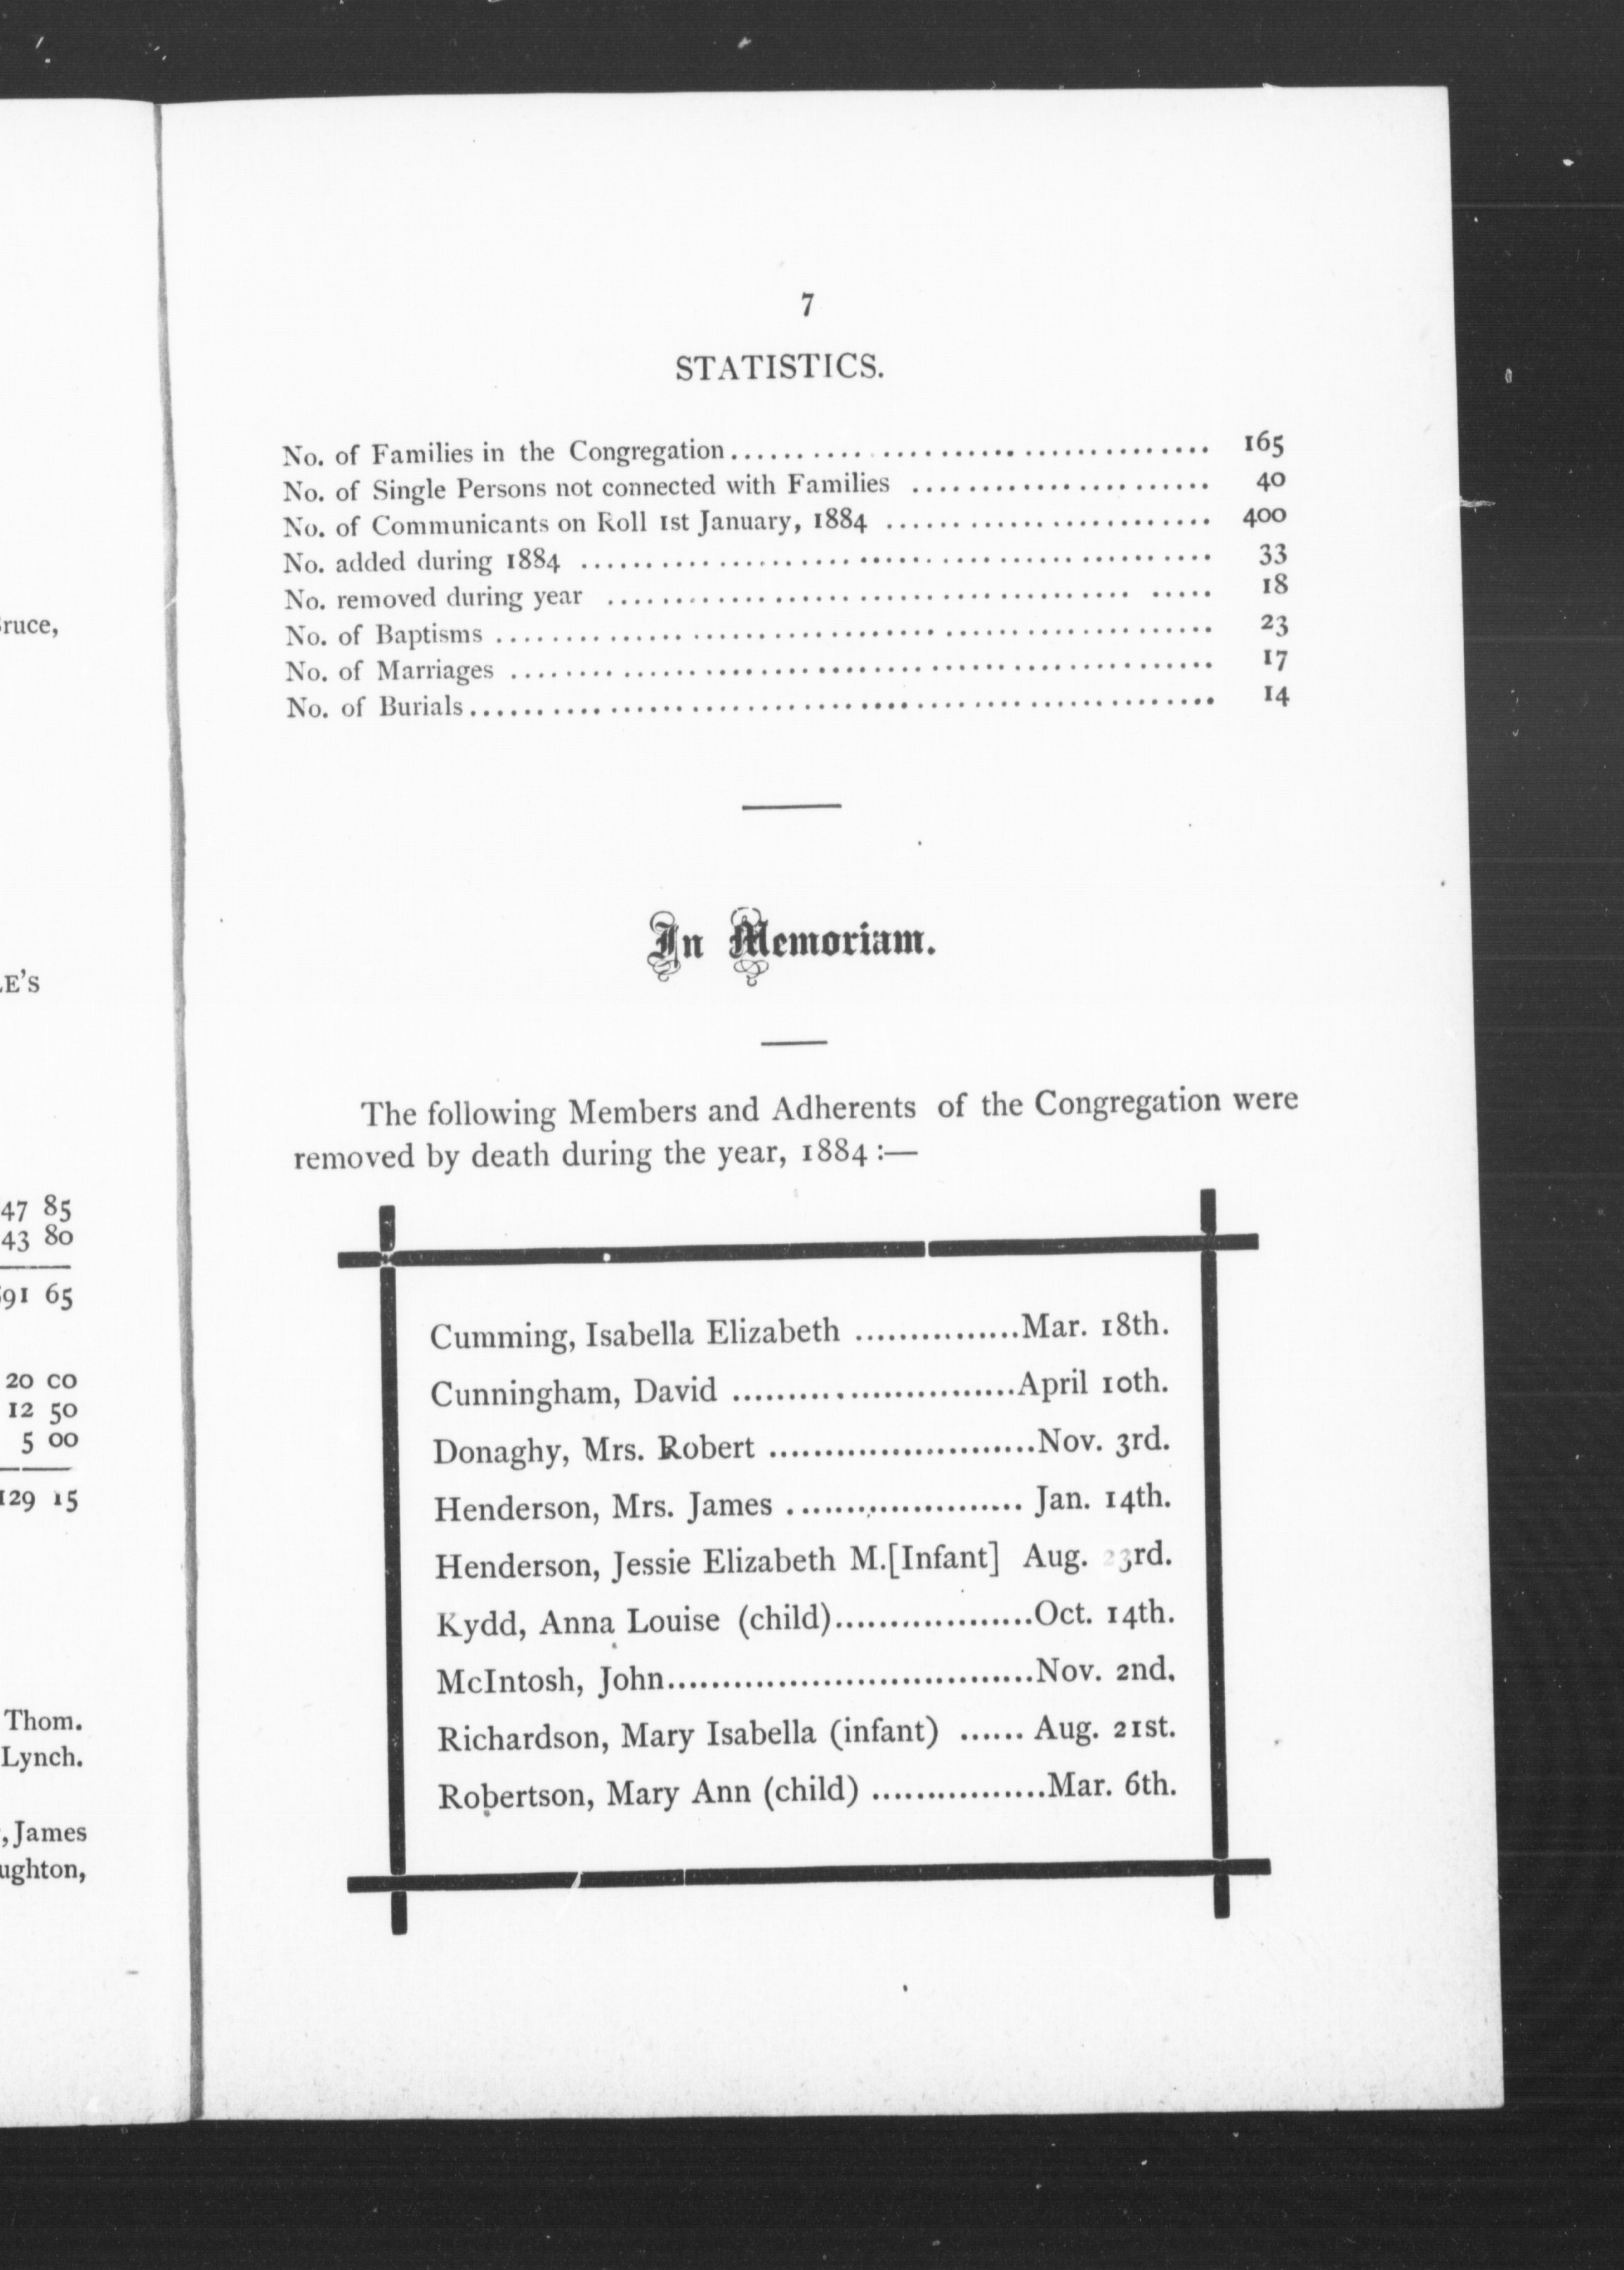 ruce,
E'S
47 85
43 80
91 65
20 00
12 50
5 00
129 15
Thom.
Lynch.
, James
ughton,
7
STATISTICS.
No. of Families in the Congregation........................................ 165
No. of Single Persons not connected with Families ...................... 40
No. of Communicants on Roll 1st January, 1884 ........................ 400
No. added during 1884 .............................................. 33
No. removed during year ............................................ 18
No. of Baptisms .................................................... 23
No. of Marriages ................................................... 17
No. of Burials...................................................... 14
In Memoriam.
The following Members and Adherents of the Congregation were
removed by death during the year, 1884 :—
Cumming, Isabella Elizabeth ...............Mar. 18th.
Cunningham, David ..........................April 10th.
Donaghy, Mrs. Robert ........................Nov. 3rd.
Henderson, Mrs. James ...................... Jan. 14th.
Henderson, Jessie Elizabeth M.[Infant] Aug. 23rd.
Kydd, Anna Louise (child)..................Oct. 14th.
McIntosh, John.................................Nov. 2nd.
Richardson, Mary Isabella (infant) ...... Aug. 21st.
Robertson, Mary Ann (child) ................Mar. 6th.